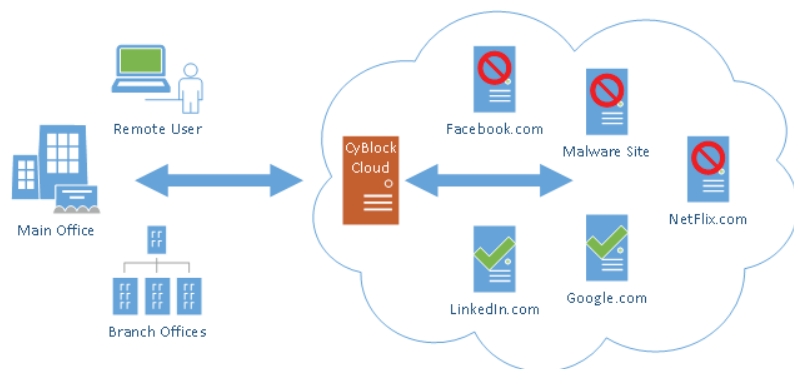 Remote User
Main Office
Branch Offices
CyBlock
Cloud
Facebook.com
Malware Site
NetFlix.com
LinkedIn.com
Google.com